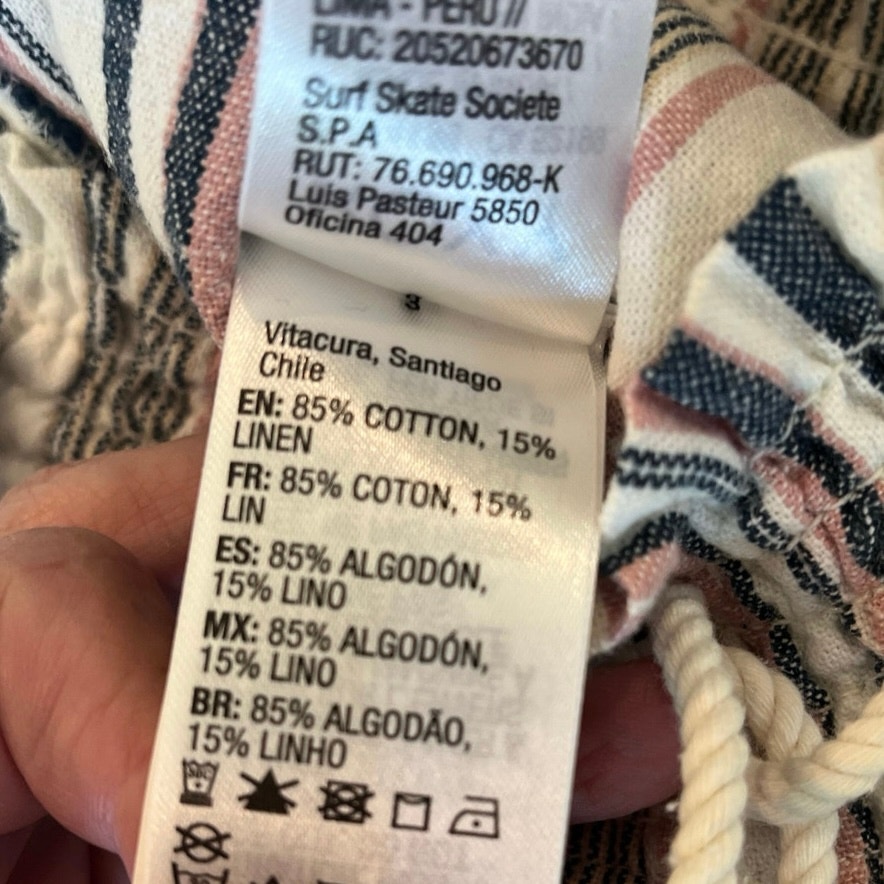 LIMA - PERU //
RUC: 20520673670
Surf Skate Societe
S.P.A
RUT: 76.690.968-K
Luis Pasteur 5850
Oficina 404
3
Vitacura, Santiago
Chile
EN: 85% COTTON, 15%
LINEN
FR: 85% COTON, 15%
LIN
ES: 85% ALGODÓN,
15% LINO
MX: 85% ALGODÓN,
15% LINO
BR: 85% ALGODÃO,
15% LINHO